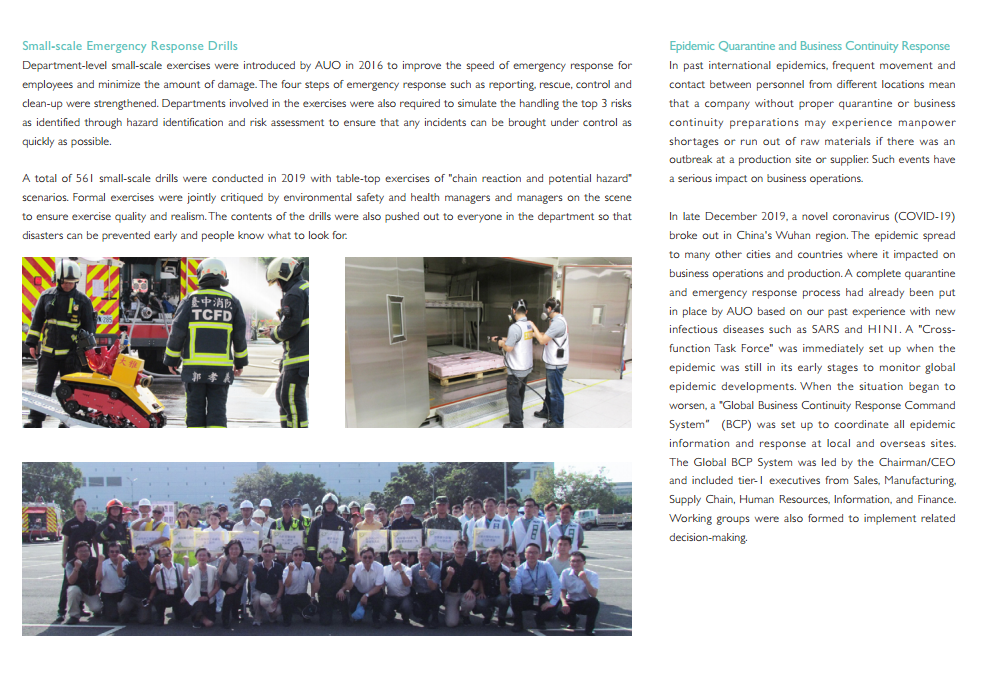 Small-scale Emergency Response Drills
Department-level small-scale exercises were introduced by AUO in 2016 to improve the speed of emergency response for
employees and minimize the amount of damage. The four steps of emergency response such as reporting, rescue, control and
clean-up were strengthened. Departments involved in the exercises were also required to simulate the handling the top 3 risks
as identified through hazard identification and risk assessment to ensure that any incidents can be brought under control as
quickly as possible.
A total of 561 small-scale drills were conducted in 2019 with table-top exercises of "chain reaction and potential hazard"
scenarios. Formal exercises were jointly critiqued by environmental safety and health managers and managers on the scene
to ensure exercise quality and realism. The contents of the drills were also pushed out to everyone in the department so that
disasters can be prevented early and people know what to look for.
臺中消防
TCFD
郭孝義
Epidemic Quarantine and Business Continuity Response
In past international epidemics, frequent movement and
contact between personnel from different locations mean
that a company without proper quarantine or business
continuity preparations may experience manpower
shortages or run out of raw materials if there was an
outbreak at a production site or supplier. Such events have
a serious impact on business operations.
In late December 2019, a novel coronavirus (COVID-19)
broke out in China's Wuhan region. The epidemic spread
to many other cities and countries where it impacted on
business operations and production. A complete quarantine
and emergency response process had already been put
in place by AUO based on our past experience with new
infectious diseases such as SARS and H1N1. A "Cross-
function Task Force" was immediately set up when the
epidemic was still in its early stages to monitor global
epidemic developments. When the situation began to
worsen, a "Global Business Continuity Response Command
System" (BCP) was set up to coordinate all epidemic
information and response at local and overseas sites.
The Global BCP System was led by the Chairman/CEO
and included tier-1 executives from Sales, Manufacturing,
Supply Chain, Human Resources, Information, and Finance.
Working groups were also formed to implement related
decision-making.